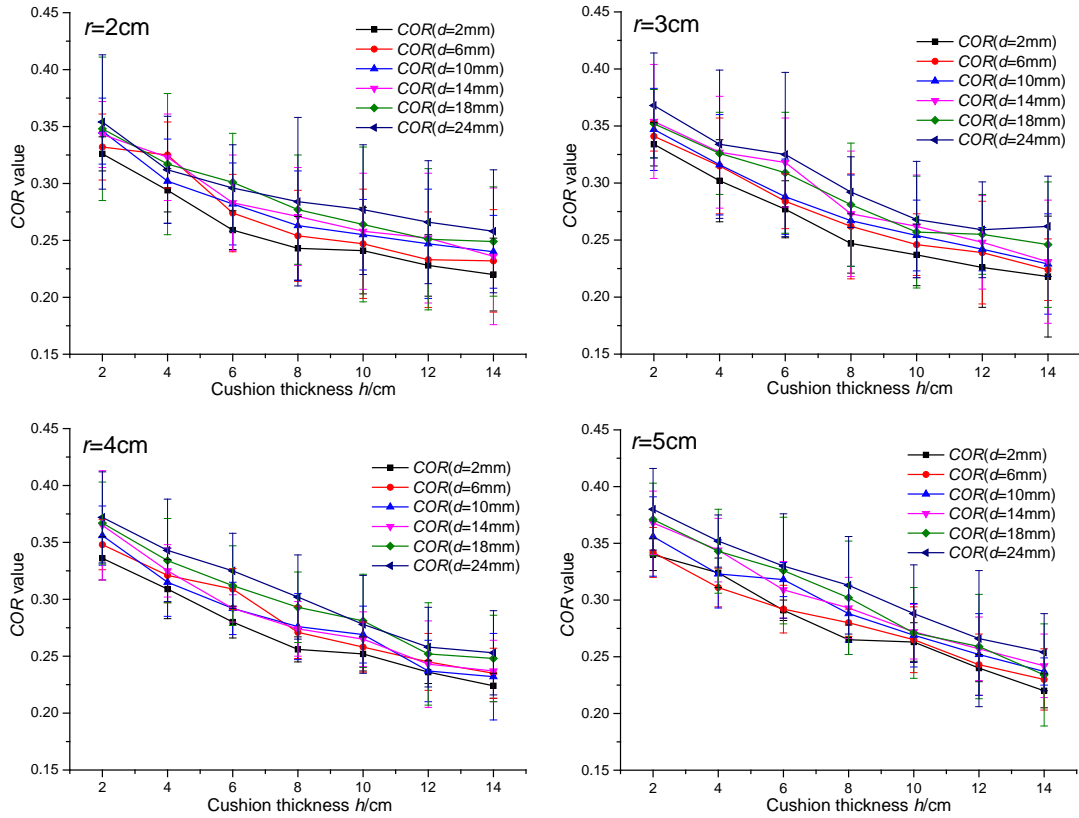 r=2cm
COR(d=2mm)
COR(d=6mm)
COR(d=10mm)
COR(d=14mm)
COR(d=18mm)
COR(d=24mm)
0.45
0.40
0.35
0.30
0.25
0.20
0.15
COR value
2 4 6 8 10 12 14
Cushion thickness h/cm
r=3cm
COR(d=2mm)
COR(d=6mm)
COR(d=10mm)
COR(d=14mm)
COR(d=18mm)
COR(d=24mm)
0.45
0.40
0.35
0.30
0.25
0.20
0.15
COR value
2 4 6 8 10 12 14
Cushion thickness h/cm
r=4cm
COR(d=2mm)
COR(d=6mm)
COR(d=10mm)
COR(d=14mm)
COR(d=18mm)
COR(d=24mm)
0.45
0.40
0.35
0.30
0.25
0.20
0.15
COR value
2 4 6 8 10 12 14
Cushion thickness h/cm
r=5cm
COR(d=2mm)
COR(d=6mm)
COR(d=10mm)
COR(d=14mm)
COR(d=18mm)
COR(d=24mm)
0.45
0.40
0.35
0.30
0.25
0.20
0.15
COR value
2 4 6 8 10 12 14
Cushion thickness h/cm